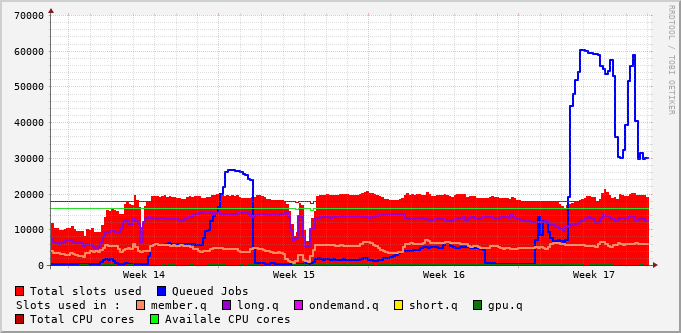 70000
60000
50000
40000
30000
20000
10000
0
Week 14 Week 15 Week 16 Week 17
Total slots used Queued Jobs
Slots used in : member.q long.q ondemand.q short.q gpu.q
Total CPU cores Availale CPU cores
RRDTOOL / TOBI OETIKER